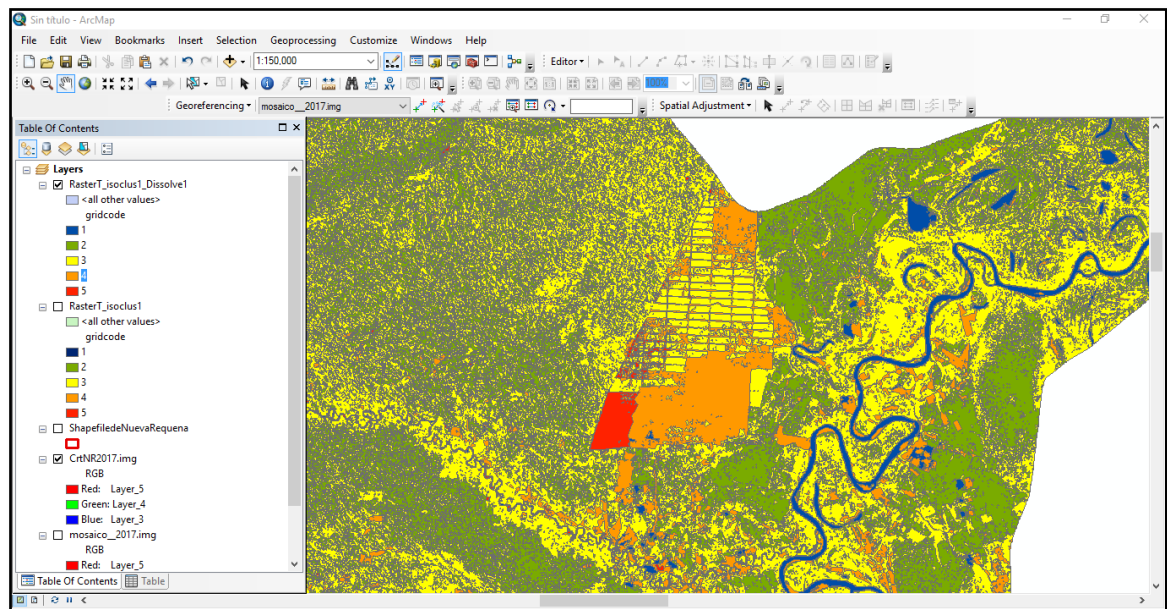 Sin título - ArcMap
File Edit View Bookmarks Insert Selection Geoprocessing Customize Windows Help
1:150,000 Editor
100%
Georeferencing mosaico__2017.img Spatial Adjustment
Table Of Contents
Layers
RasterT_isoclus1_Dissolve1
<all other values>
gridcode
1
2
3
4
5
RasterT_isoclus1
<all other values>
gridcode
1
2
3
4
5
ShapefiledeNuevaRequena
CrtNR2017.img
RGB
Red: Layer_5
Green: Layer_4
Blue: Layer_3
mosaico__2017.img
RGB
Red: Layer_5
Table Of Contents Table